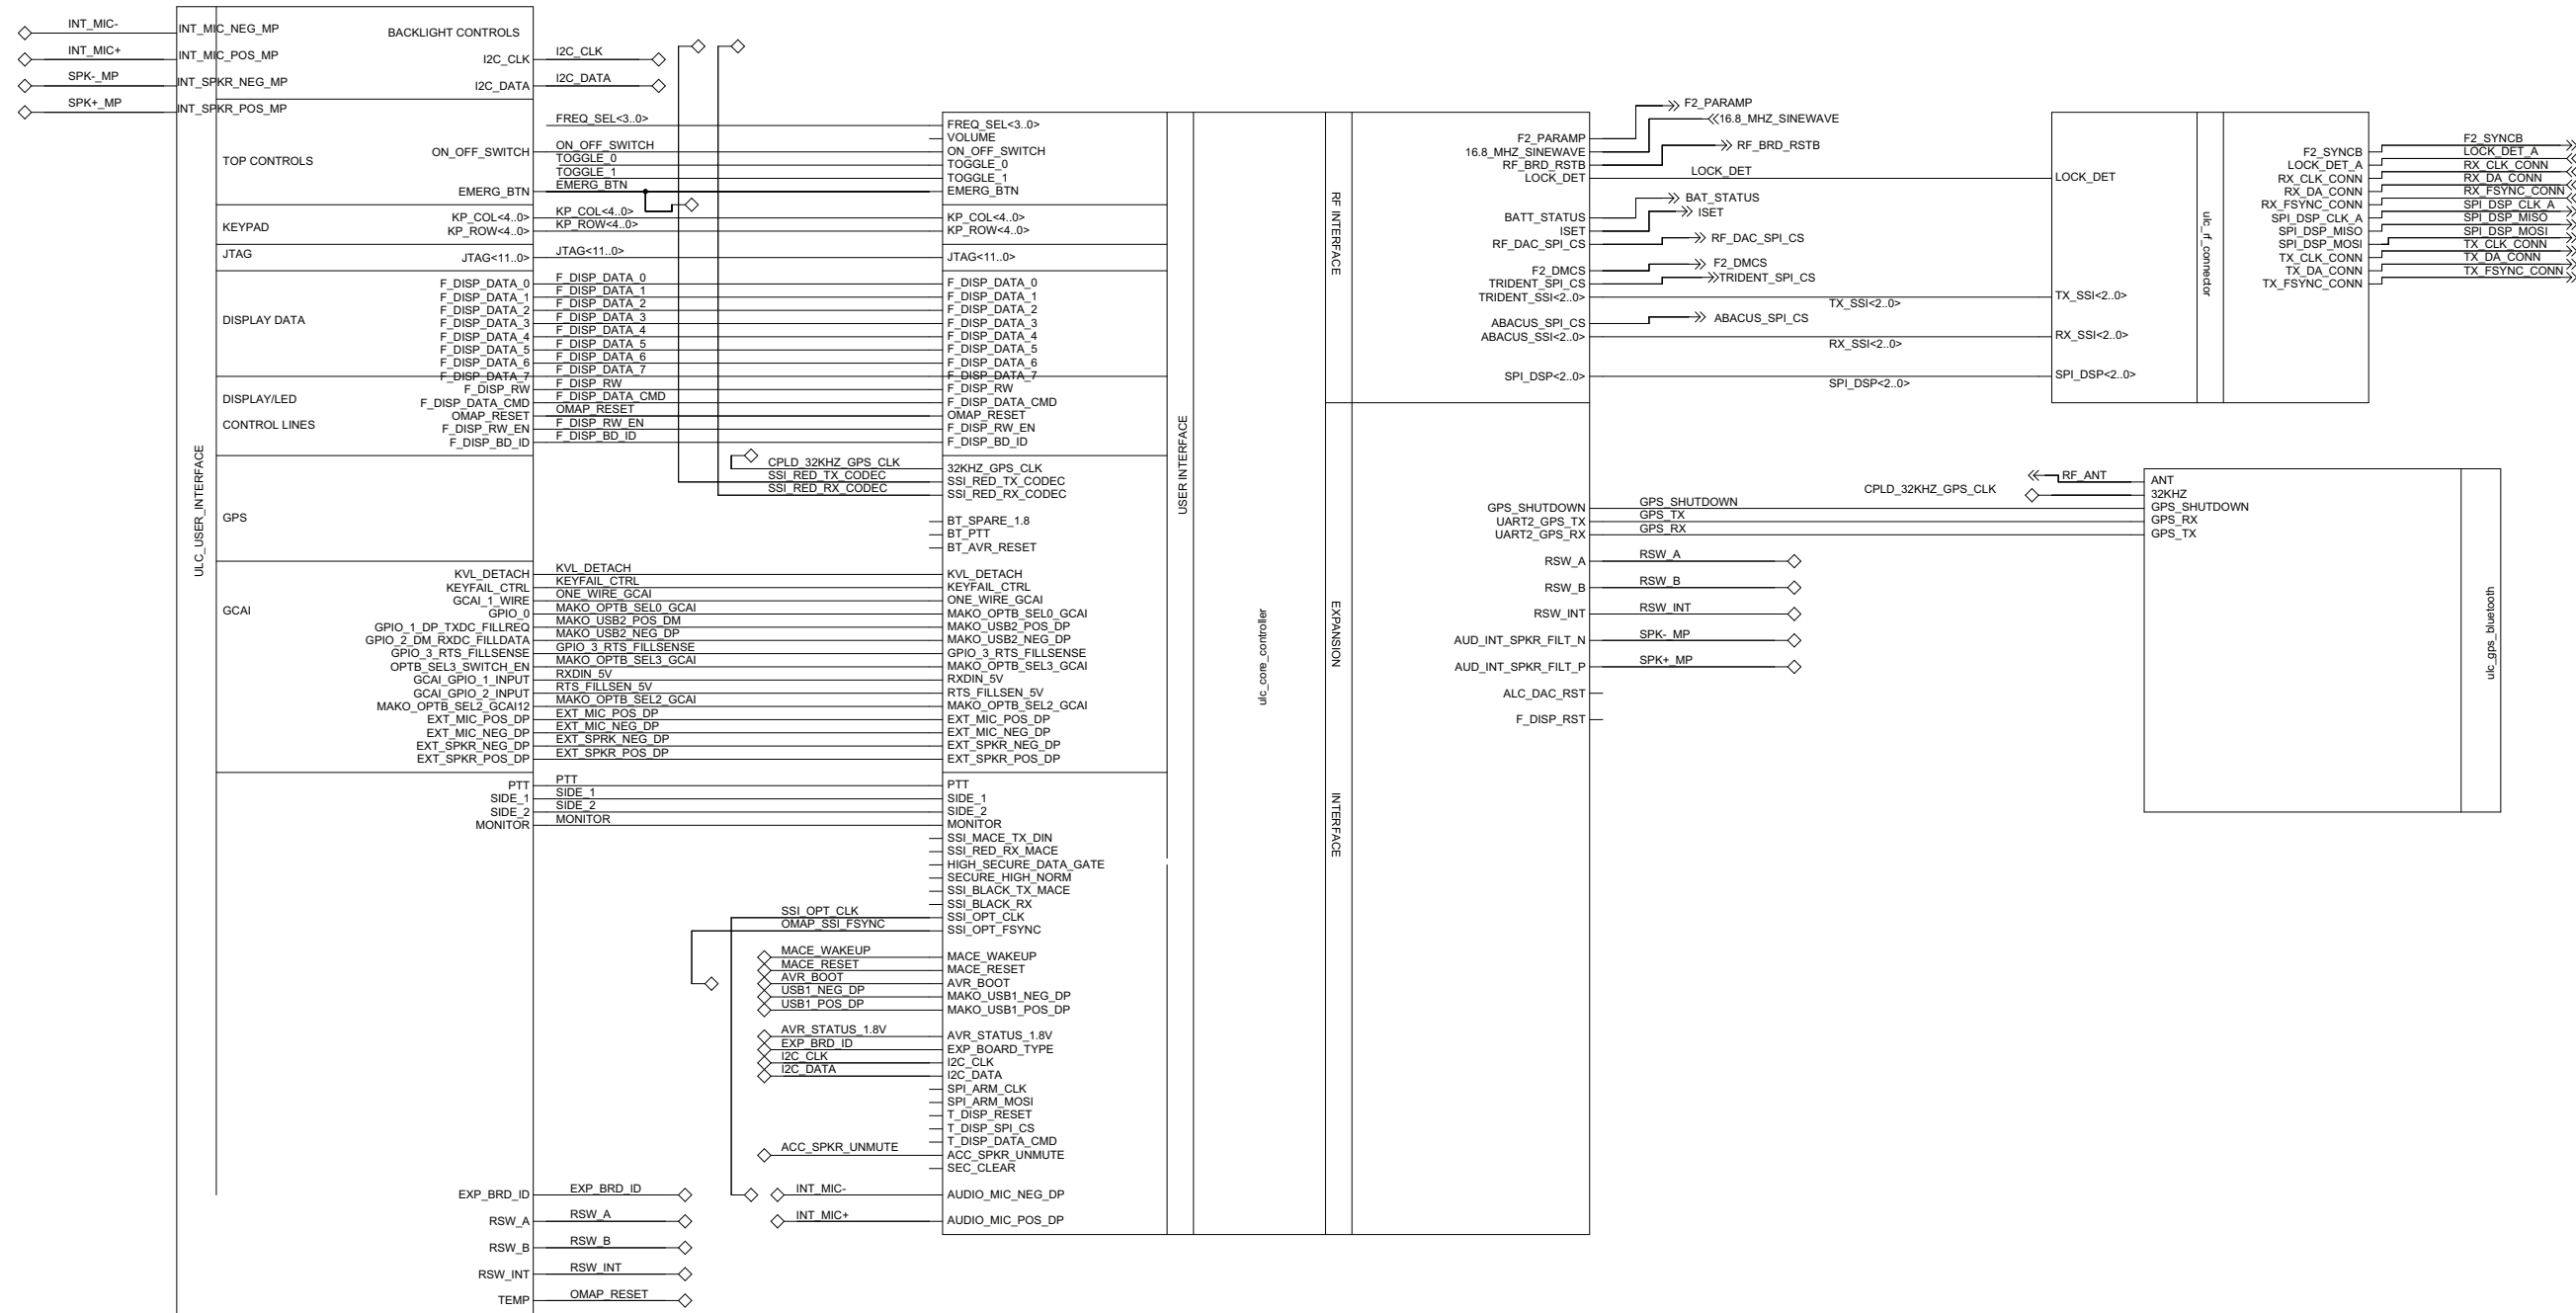 INT_MIC-
INT_MIC+
SPK-_MP
SPK+_MP
INT_MIC_NEG_MP
INT_MIC_POS_MP
INT_SPKR_NEG_MP
INT_SPKR_POS_MP
ULC_USER_INTERFACE
BACKLIGHT CONTROLS
I2C_CLK
I2C_DATA
TOP CONTROLS
ON_OFF_SWITCH
EMERG_BTN
KEYPAD
KP_COL<4..0>
KP_ROW<4..0>
JTAG
JTAG<11..0>
DISPLAY DATA
F_DISP_DATA_0
F_DISP_DATA_1
F_DISP_DATA_2
F_DISP_DATA_3
F_DISP_DATA_4
F_DISP_DATA_5
F_DISP_DATA_6
F_DISP_DATA_7
DISPLAY/LED
CONTROL LINES
F_DISP_RW
F_DISP_DATA_CMD
OMAP_RESET
F_DISP_RW_EN
F_DISP_BD_ID
GPS
GCAI
KVL_DETACH
KEYFAIL_CTRL
GCAI_1_WIRE
GPIO_0
GPIO_1_DP_TXDC_FILLREQ
GPIO_2_DM_RXDC_FILLDATA
GPIO_3_RTS_FILLSENSE
OPTB_SEL3_SWITCH_EN
GCAI_GPIO_1_INPUT
GCAI_GPIO_2_INPUT
MAKO_OPTB_SEL2_GCAI12
EXT_MIC_POS_DP
EXT_MIC_NEG_DP
EXT_SPKR_NEG_DP
EXT_SPKR_POS_DP
PTT
SIDE_1
SIDE_2
MONITOR
EXP_BRD_ID
RSW_A
RSW_B
RSW_INT
TEMP
I2C_CLK
I2C_DATA
FREQ_SEL<3..0>
ON_OFF_SWITCH
TOGGLE_0
TOGGLE_1
EMERG_BTN
KP_COL<4..0>
KP_ROW<4..0>
JTAG<11..0>
F_DISP_DATA_0
F_DISP_DATA_1
F_DISP_DATA_2
F_DISP_DATA_3
F_DISP_DATA_4
F_DISP_DATA_5
F_DISP_DATA_6
F_DISP_DATA_7
F_DISP_RW
F_DISP_DATA_CMD
OMAP_RESET
F_DISP_RW_EN
F_DISP_BD_ID
CPLD_32KHZ_GPS_CLK
SSI_RED_TX_CODEC
SSI_RED_RX_CODEC
KVL_DETACH
KEYFAIL_CTRL
ONE_WIRE_GCAI
MAKO_OPTB_SEL0_GCAI
MAKO_USB2_POS_DM
MAKO_USB2_NEG_DP
GPIO_3_RTS_FILLSENSE
MAKO_OPTB_SEL3_GCAI
RXDIN_5V
RTS_FILLSEN_5V
MAKO_OPTB_SEL2_GCAI
EXT_MIC_POS_DP
EXT_MIC_NEG_DP
EXT_SPRK_NEG_DP
EXT_SPKR_POS_DP
PTT
SIDE_1
SIDE_2
MONITOR
SSI_OPT_CLK
OMAP_SSI_FSYNC
MACE_WAKEUP
MACE_RESET
AVR_BOOT
USB1_NEG_DP
USB1_POS_DP
AVR_STATUS_1.8V
EXP_BRD_ID
I2C_CLK
I2C_DATA
ACC_SPKR_UNMUTE
INT_MIC-
INT_MIC+
EXP_BRD_ID
RSW_A
RSW_B
RSW_INT
OMAP_RESET
FREQ_SEL<3..0>
VOLUME
ON_OFF_SWITCH
TOGGLE_0
TOGGLE_1
EMERG_BTN
KP_COL<4..0>
KP_ROW<4..0>
JTAG<11..0>
F_DISP_DATA_0
F_DISP_DATA_1
F_DISP_DATA_2
F_DISP_DATA_3
F_DISP_DATA_4
F_DISP_DATA_5
F_DISP_DATA_6
F_DISP_DATA_7
F_DISP_RW
F_DISP_DATA_CMD
OMAP_RESET
F_DISP_RW_EN
F_DISP_BD_ID
32KHZ_GPS_CLK
SSI_RED_TX_CODEC
SSI_RED_RX_CODEC
BT_SPARE_1.8
BT_PTT
BT_AVR_RESET
KVL_DETACH
KEYFAIL_CTRL
ONE_WIRE_GCAI
MAKO_OPTB_SEL0_GCAI
MAKO_USB2_POS_DP
MAKO_USB2_NEG_DP
GPIO_3_RTS_FILLSENSE
MAKO_OPTB_SEL3_GCAI
RXDIN_5V
RTS_FILLSEN_5V
MAKO_OPTB_SEL2_GCAI
EXT_MIC_POS_DP
EXT_MIC_NEG_DP
EXT_SPKR_NEG_DP
EXT_SPKR_POS_DP
PTT
SIDE_1
SIDE_2
MONITOR
SSI_MACE_TX_DIN
SSI_RED_RX_MACE
HIGH_SECURE_DATA_GATE
SECURE_HIGH_NORM
SSI_BLACK_TX_MACE
SSI_BLACK_RX
SSI_OPT_CLK
SSI_OPT_FSYNC
MACE_WAKEUP
MACE_RESET
AVR_BOOT
MAKO_USB1_NEG_DP
MAKO_USB1_POS_DP
AVR_STATUS_1.8V
EXP_BOARD_TYPE
I2C_CLK
I2C_DATA
SPI_ARM_CLK
SPI_ARM_MOSI
T_DISP_RESET
T_DISP_SPI_CS
T_DISP_DATA_CMD
ACC_SPKR_UNMUTE
SEC_CLEAR
AUDIO_MIC_NEG_DP
AUDIO_MIC_POS_DP
USER INTERFACE
ulc_core_controller
RF INTERFACE
EXPANSION
INTERFACE
F2_PARAMP
16.8_MHZ_SINEWAVE
RF_BRD_RSTB
LOCK_DET
BATT_STATUS
ISET
RF_DAC_SPI_CS
F2_DMCS
TRIDENT_SPI_CS
TRIDENT_SSI<2..0>
ABACUS_SPI_CS
ABACUS_SSI<2..0>
SPI_DSP<2..0>
GPS_SHUTDOWN
UART2_GPS_TX
UART2_GPS_RX
RSW_A
RSW_B
RSW_INT
AUD_INT_SPKR_FILT_N
AUD_INT_SPKR_FILT_P
ALC_DAC_RST
F_DISP_RST
F2_PARAMP
16.8_MHZ_SINEWAVE
RF_BRD_RSTB
LOCK_DET
BAT_STATUS
ISET
RF_DAC_SPI_CS
F2_DMCS
TRIDENT_SPI_CS
TX_SSI<2..0>
ABACUS_SPI_CS
RX_SSI<2..0>
SPI_DSP<2..0>
GPS_SHUTDOWN
GPS_TX
GPS_RX
RSW_A
RSW_B
RSW_INT
SPK-_MP
SPK+_MP
LOCK_DET
TX_SSI<2..0>
RX_SSI<2..0>
SPI_DSP<2..0>
ulc_rf_connector
F2_SYNCB
LOCK_DET_A
RX_CLK_CONN
RX_DA_CONN
RX_FSYNC_CONN
SPI_DSP_CLK_A
SPI_DSP_MISO
SPI_DSP_MOSI
TX_CLK_CONN
TX_DA_CONN
TX_FSYNC_CONN
F2_SYNCB
LOCK_DET_A
RX_CLK_CONN
RX_DA_CONN
RX_FSYNC_CONN
SPI_DSP_CLK_A
SPI_DSP_MISO
SPI_DSP_MOSI
TX_CLK_CONN
TX_DA_CONN
TX_FSYNC_CONN
RF_ANT
CPLD_32KHZ_GPS_CLK
ANT
32KHZ
GPS_SHUTDOWN
GPS_RX
GPS_TX
ulc_gps_bluetooth